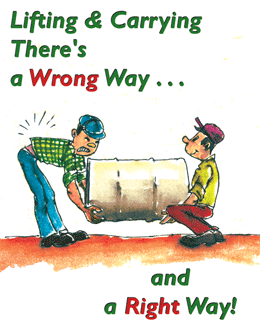 Lifting & Carrying
There's
a Wrong Way . . .
and
a Right Way!